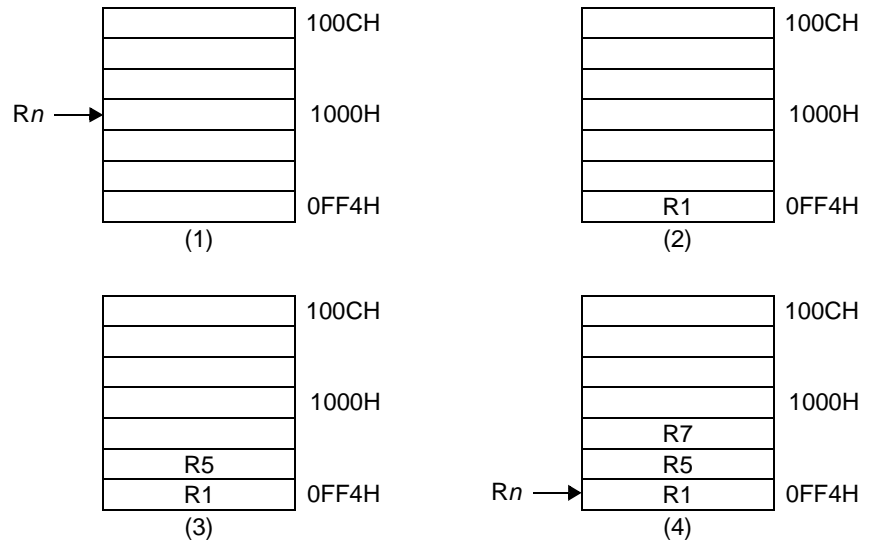 100CH
100CH
Rn
1000H
1000H
0FF4H
R1
0FF4H
(1)
(2)
100CH
100CH
1000H
1000H
R7
R5
R5
R1
0FF4H
Rn
R1
0FF4H
(3)
(4)